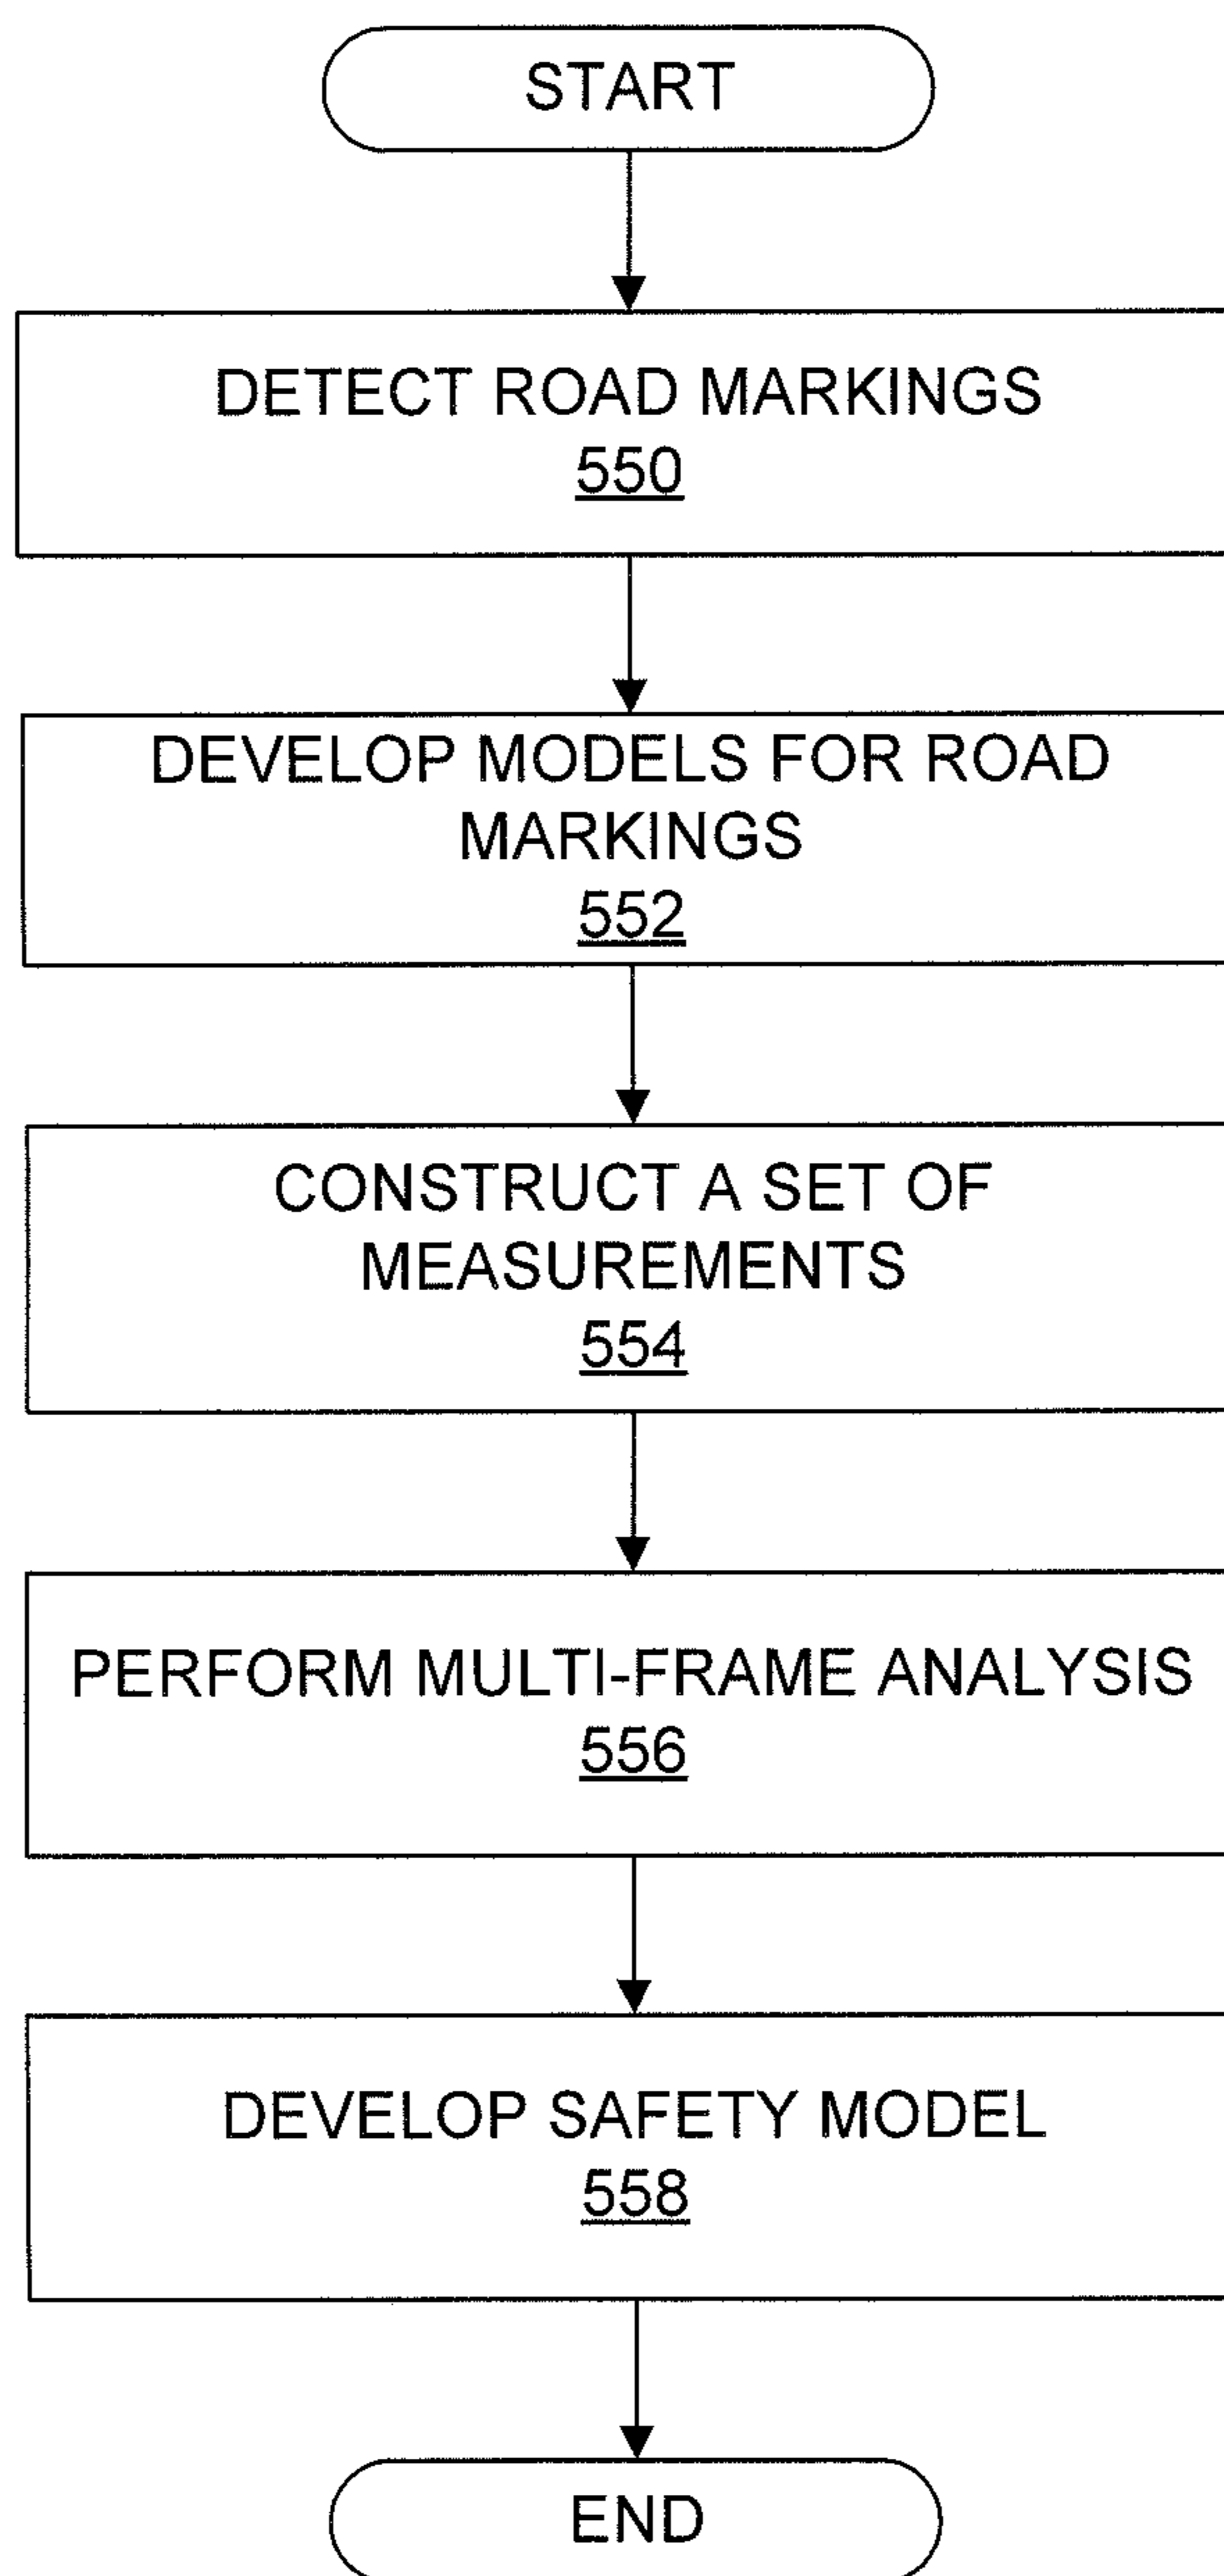 START
DETECT ROAD MARKINGS
550
DEVELOP MODELS FOR ROAD
MARKINGS
552
CONSTRUCT A SET OF
MEASUREMENTS
554
PERFORM MULTI-FRAME ANALYSIS
556
DEVELOP SAFETY MODEL
558
END